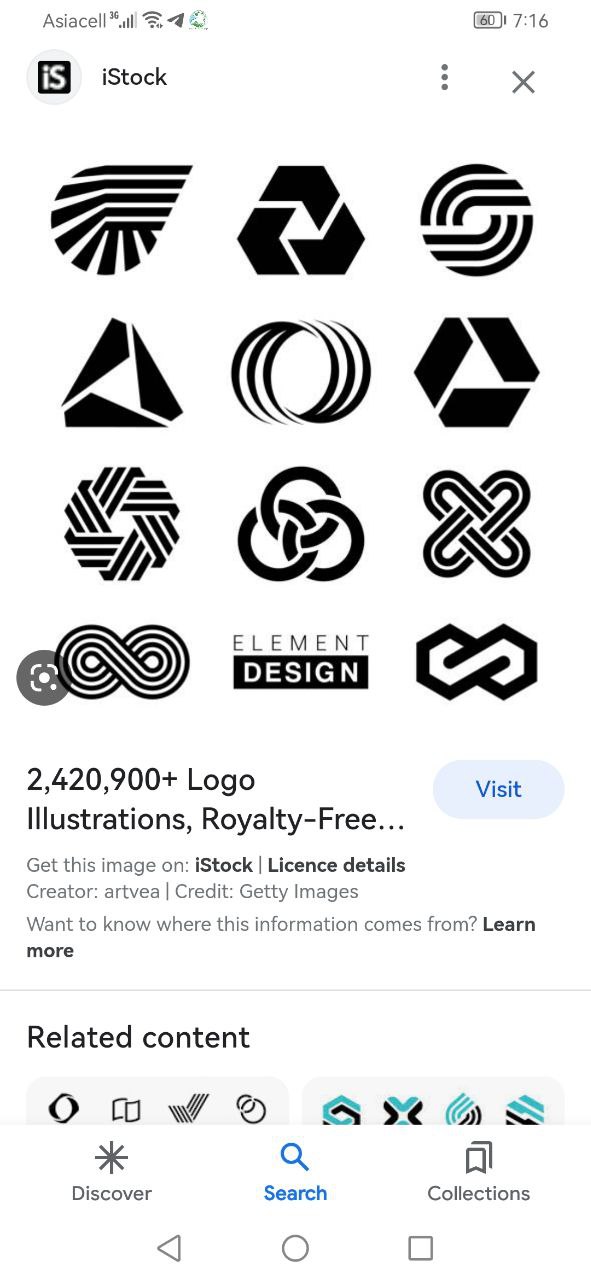 Asiacell 3G 60 7:16
iS iStock
ELEMENT
DESIGN
2,420,900+ Logo
Illustrations, Royalty-Free...
Visit
Get this image on: iStock | Licence details
Creator: artvea | Credit: Getty Images
Want to know where this information comes from? Learn
more
Related content
Discover Search Collections